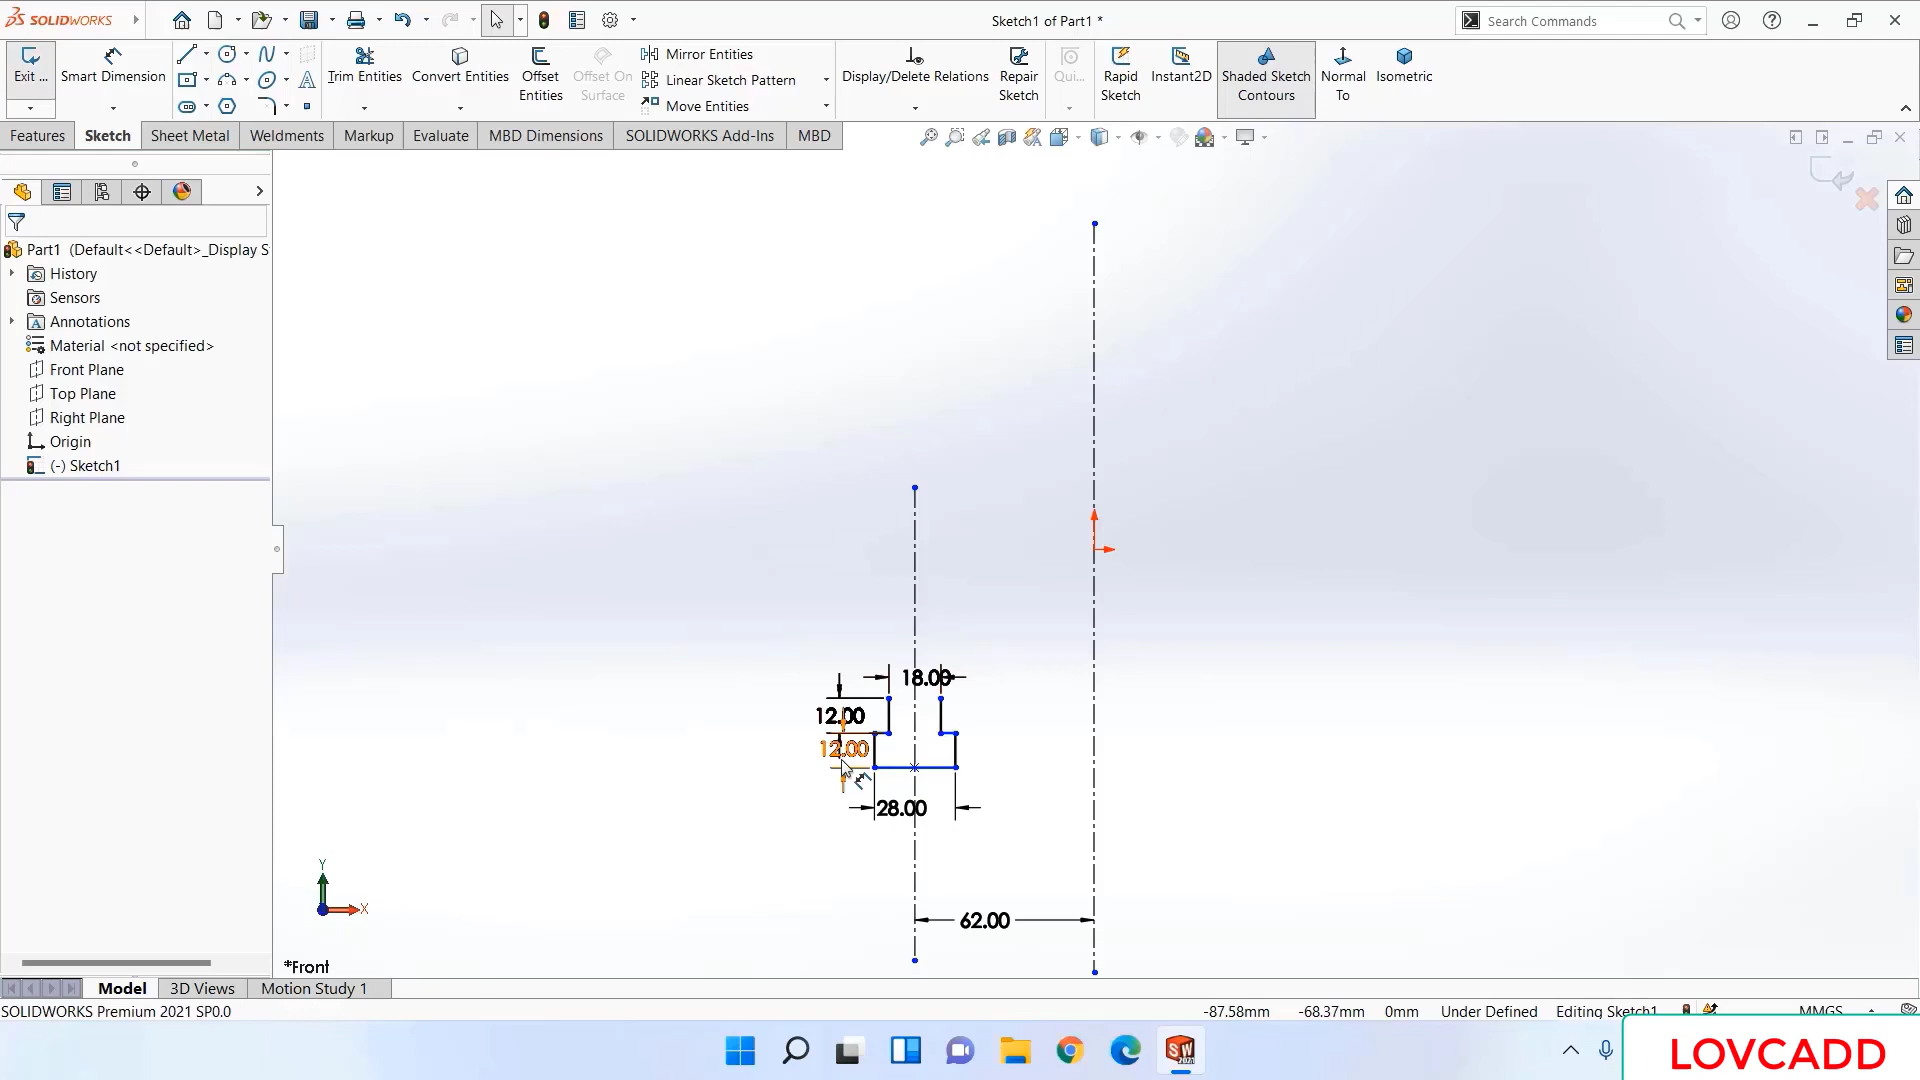 SOLIDWORKS
Sketch1 of Part1 *
Search Commands
Exit ...
Smart Dimension
Trim Entities
Convert Entities
Offset Entities
Offset On Surface
Mirror Entities
Linear Sketch Pattern
Move Entities
Display/Delete Relations
Repair Sketch
Qui...
Rapid Sketch
Instant2D
Shaded Sketch Contours
Normal To
Isometric
Features
Sketch
Sheet Metal
Weldments
Markup
Evaluate
MBD Dimensions
SOLIDWORKS Add-Ins
MBD
Part1 (Default<<Default>_Display S
History
Sensors
Annotations
Material <not specified>
Front Plane
Top Plane
Right Plane
Origin
(-) Sketch1
18.00
12.00
12.00
28.00
62.00
Y
X
*Front
Model
3D Views
Motion Study 1
SOLIDWORKS Premium 2021 SP0.0
-87.58mm
-68.37mm
0mm
Under Defined
Editing Sketch1
LOVCADD